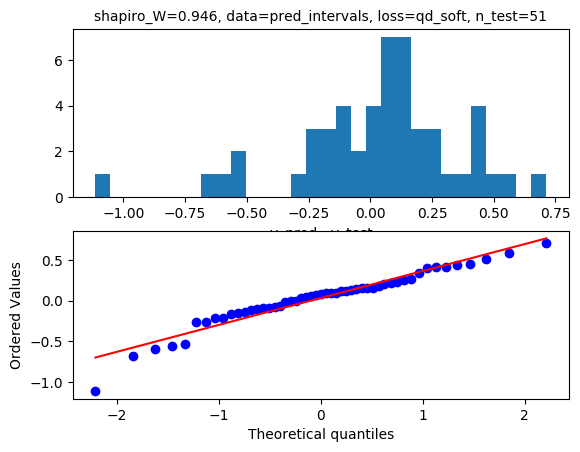 shapiro_W=0.946, data=pred_intervals, loss=qd_soft, n_test=51
6
4
2
0
−1.00 −0.75 −0.50 −0.25 0.00 0.25 0.50 0.75
Ordered Values
0.5
0.0
−0.5
−1.0
−2 −1 0 1 2
Theoretical quantiles